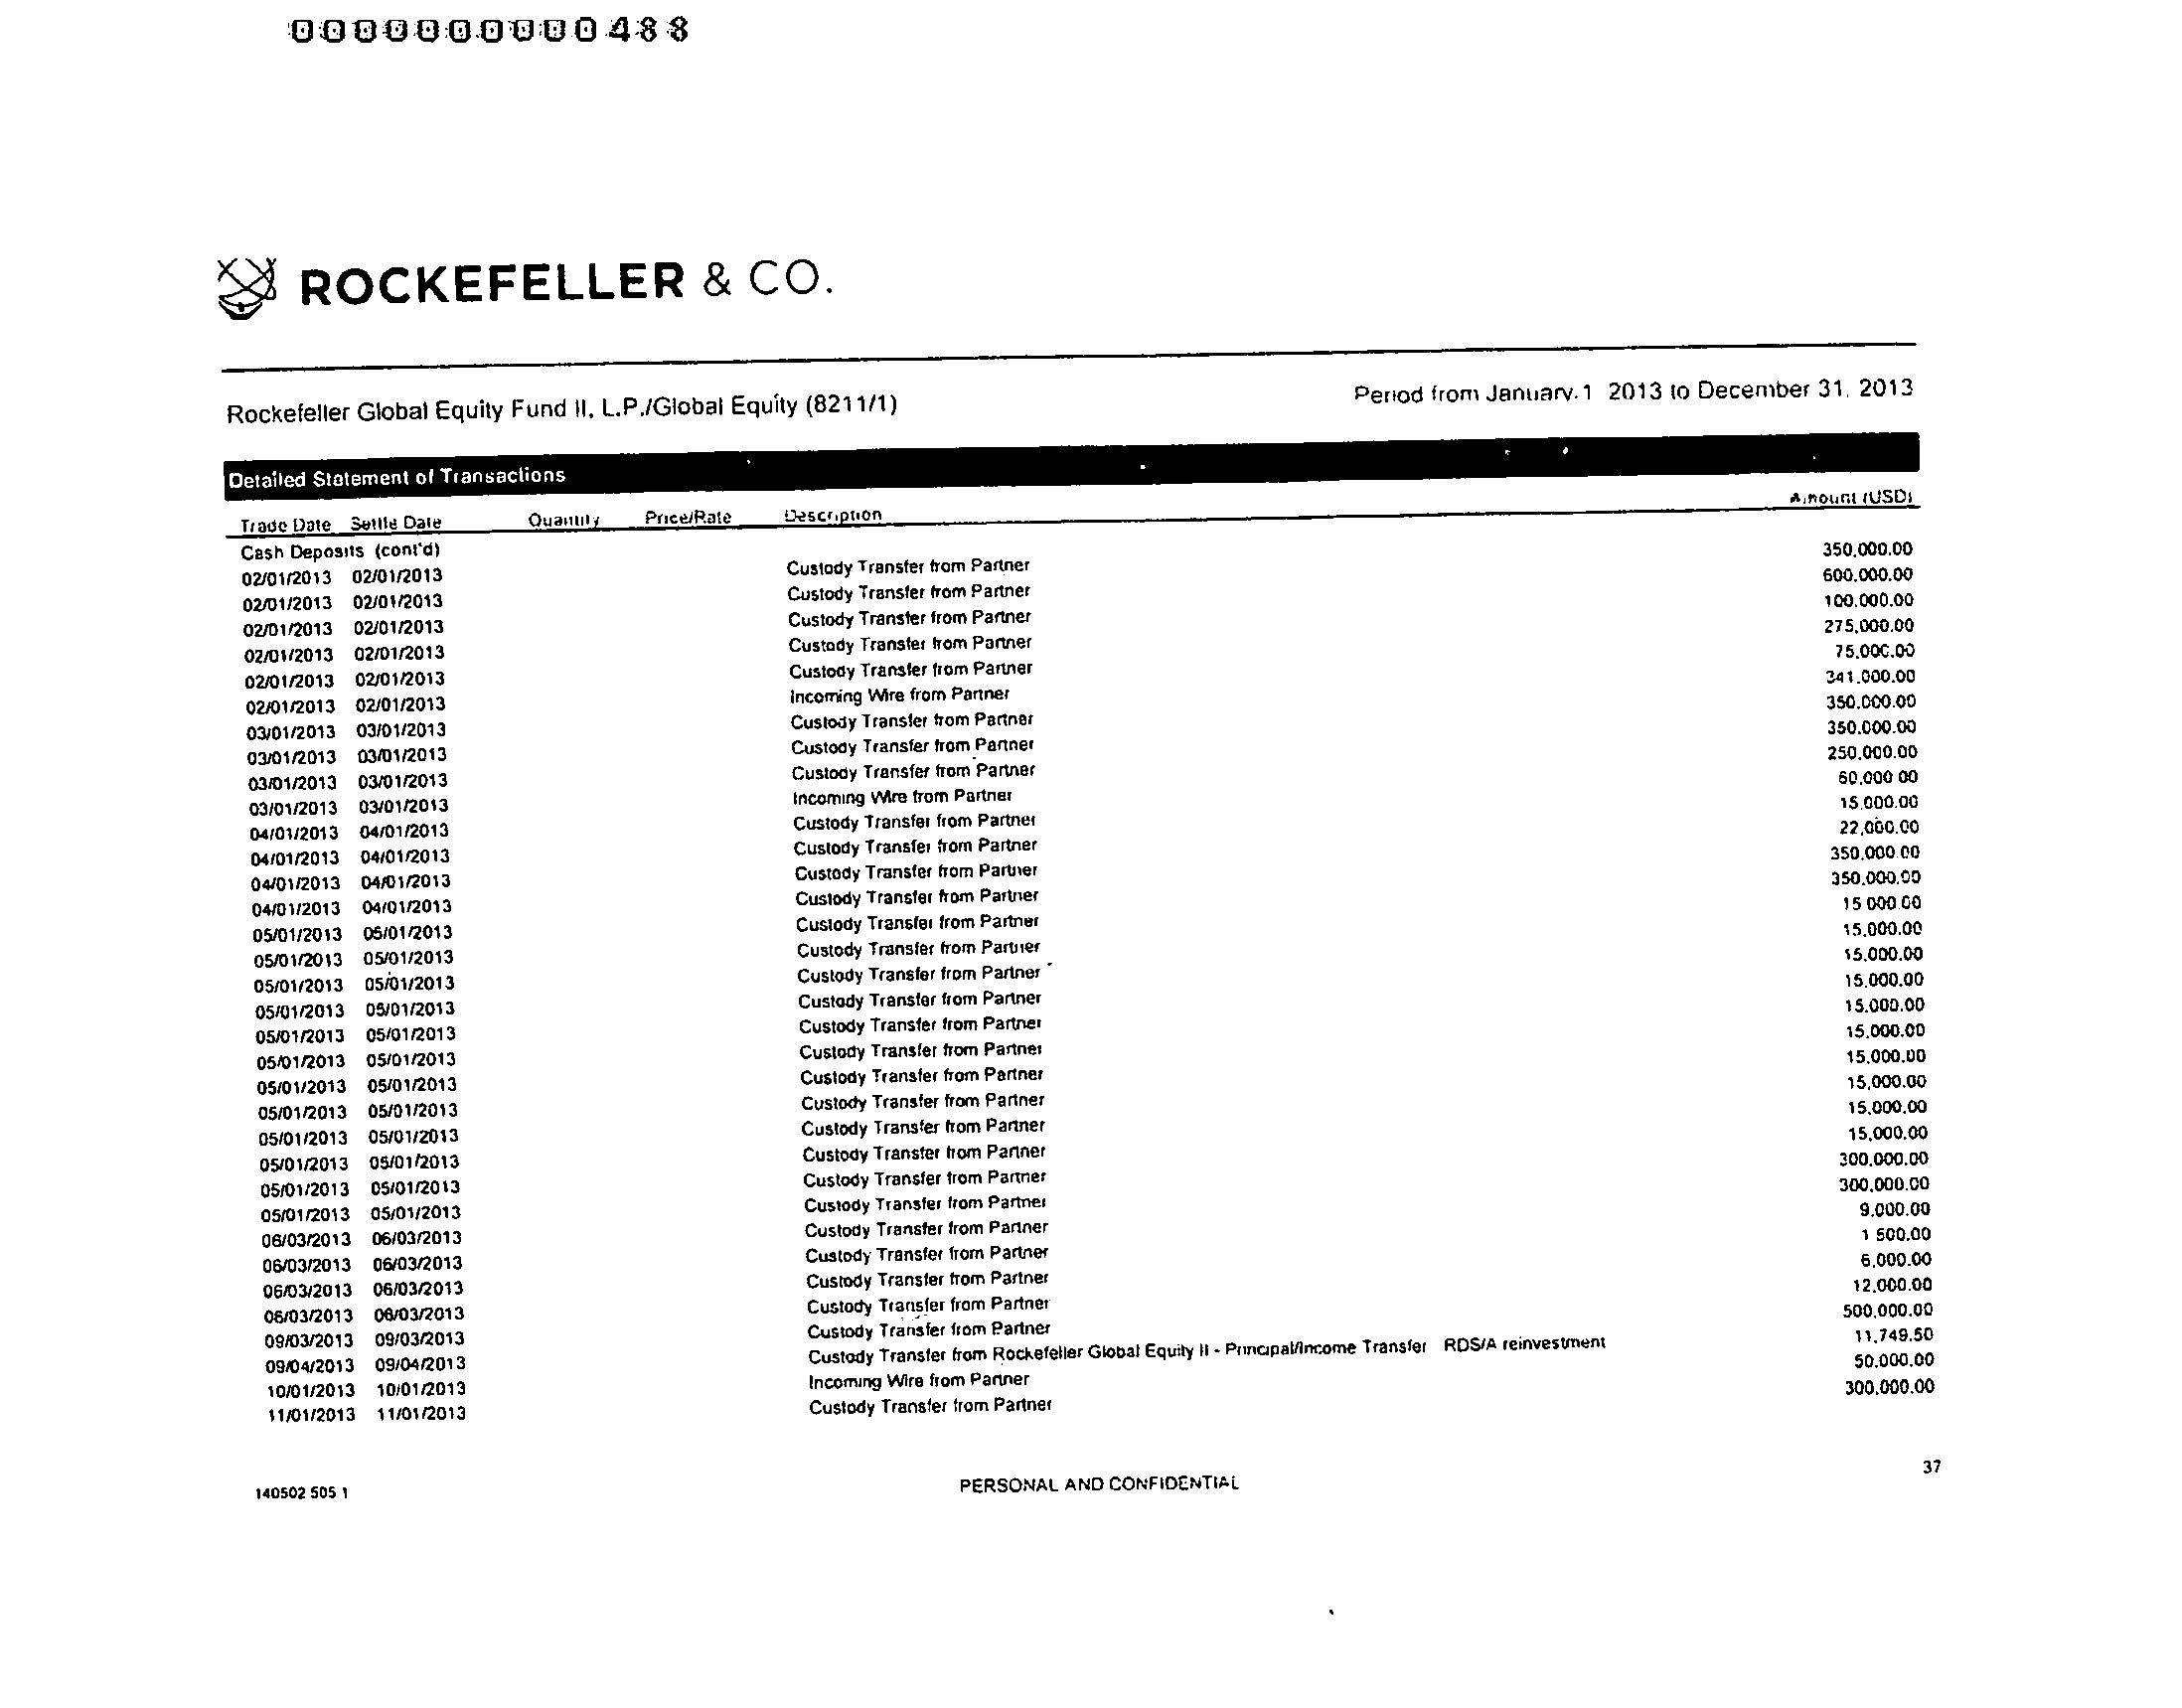 0000000000488
ROCKEFELLER & CO.
Rockefeller Global Equity Fund II, L.P./Global Equity (8211/1) Period from January 1 2013 to December 31, 2013
Detailed Statement of Transactions
Trade Date Settle Date Quantity Price/Rate Description Amount (USD)
Cash Deposits (cont'd)
02/01/2013 02/01/2013 Custody Transfer from Partner 350,000.00
02/01/2013 02/01/2013 Custody Transfer from Partner 600,000.00
02/01/2013 02/01/2013 Custody Transfer from Partner 100,000.00
02/01/2013 02/01/2013 Custody Transfer from Partner 275,000.00
02/01/2013 02/01/2013 Custody Transfer from Partner 75,000.00
02/01/2013 02/01/2013 Incoming Wire from Partner 341,000.00
03/01/2013 03/01/2013 Custody Transfer from Partner 350,000.00
03/01/2013 03/01/2013 Custody Transfer from Partner 350,000.00
03/01/2013 03/01/2013 Custody Transfer from Partner 250,000.00
03/01/2013 03/01/2013 Incoming Wire from Partner 60,000.00
04/01/2013 04/01/2013 Custody Transfer from Partner 15,000.00
04/01/2013 04/01/2013 Custody Transfer from Partner 22,000.00
04/01/2013 04/01/2013 Custody Transfer from Partner 350,000.00
04/01/2013 04/01/2013 Custody Transfer from Partner 350,000.00
05/01/2013 05/01/2013 Custody Transfer from Partner 15,000.00
05/01/2013 05/01/2013 Custody Transfer from Partner 15,000.00
05/01/2013 05/01/2013 Custody Transfer from Partner 15,000.00
05/01/2013 05/01/2013 Custody Transfer from Partner 15,000.00
05/01/2013 05/01/2013 Custody Transfer from Partner 15,000.00
05/01/2013 05/01/2013 Custody Transfer from Partner 15,000.00
05/01/2013 05/01/2013 Custody Transfer from Partner 15,000.00
05/01/2013 05/01/2013 Custody Transfer from Partner 15,000.00
05/01/2013 05/01/2013 Custody Transfer from Partner 15,000.00
05/01/2013 05/01/2013 Custody Transfer from Partner 15,000.00
05/01/2013 05/01/2013 Custody Transfer from Partner 300,000.00
05/01/2013 05/01/2013 Custody Transfer from Partner 300,000.00
06/03/2013 06/03/2013 Custody Transfer from Partner 9,000.00
06/03/2013 06/03/2013 Custody Transfer from Partner 1,500.00
06/03/2013 06/03/2013 Custody Transfer from Partner 6,000.00
06/03/2013 06/03/2013 Custody Transfer from Partner 12,000.00
09/03/2013 09/03/2013 Custody Transfer from Partner 500,000.00
09/04/2013 09/04/2013 Custody Transfer from Rockefeller Global Equity II - Principal/Income Transfer RDS/A reinvestment 11,749.50
10/01/2013 10/01/2013 Incoming Wire from Partner 50,000.00
11/01/2013 11/01/2013 Custody Transfer from Partner 300,000.00
140502 505 1 PERSONAL AND CONFIDENTIAL 37